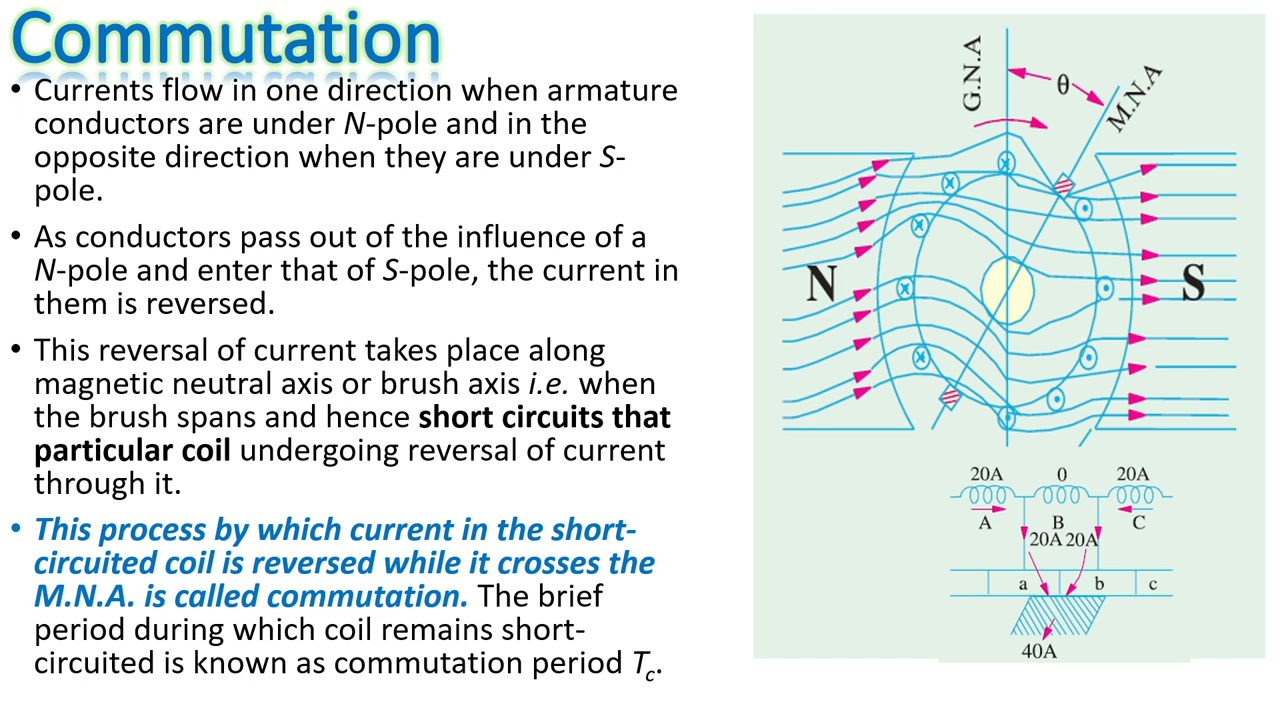 Commutation
• Currents flow in one direction when armature
conductors are under N-pole and in the
opposite direction when they are under S-
pole.
• As conductors pass out of the influence of a
N-pole and enter that of S-pole, the current in
them is reversed.
• This reversal of current takes place along
magnetic neutral axis or brush axis i.e. when
the brush spans and hence short circuits that
particular coil undergoing reversal of current
through it.
• This process by which current in the short-
circuited coil is reversed while it crosses the
M.N.A. is called commutation. The brief
period during which coil remains short-
circuited is known as commutation period Tc.
G.N.A
θ
M.N.A
N
S
20A 0 20A
A B C
20A 20A
a b c
40A